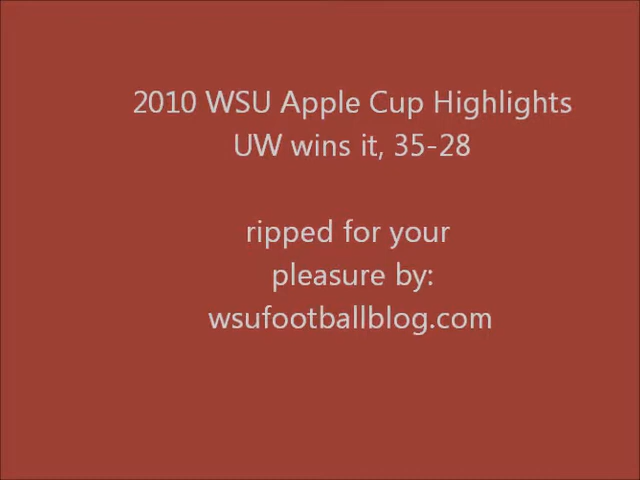 2010 WSU Apple Cup Highlights
UW wins it, 35-28
ripped for your
pleasure by:
wsufootballblog.com